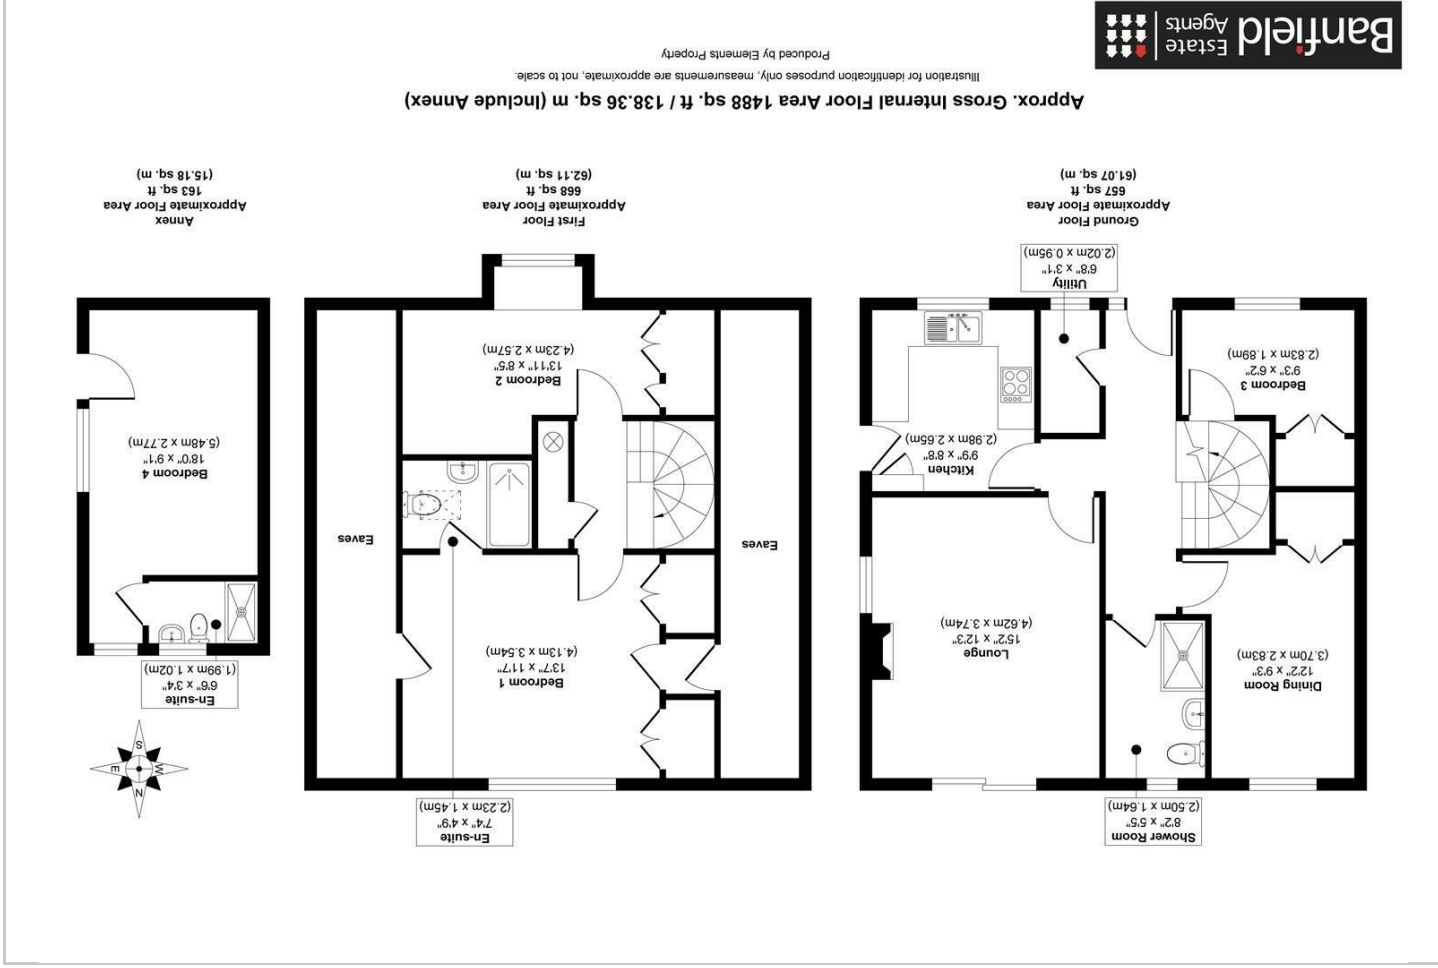 Shower Room
8'2" x 5'5"
(2.50m x 1.64m)
En-suite
7'4" x 4'9"
(2.23m x 1.45m)
N
W
E
S
En-suite
6'6" x 3'4"
(1.99m x 1.02m)
Dining Room
12'2" x 9'3"
(3.70m x 2.83m)
Lounge
15'2" x 12'3"
(4.62m x 3.74m)
Bedroom 1
13'7" x 11'7"
(4.13m x 3.54m)
Eaves
Eaves
Bedroom 4
18'0" x 9'1"
(5.48m x 2.77m)
Kitchen
9'9" x 8'8"
(2.98m x 2.65m)
Bedroom 3
9'3" x 6'2"
(2.83m x 1.89m)
Bedroom 2
13'11" x 8'5"
(4.23m x 2.57m)
Utility
6'8" x 3'1"
(2.02m x 0.95m)
Ground Floor
Approximate Floor Area
657 sq. ft
(61.07 sq. m)
First Floor
Approximate Floor Area
668 sq. ft
(62.11 sq. m)
Annex
Approximate Floor Area
163 sq. ft
(15.18 sq. m)
Approx. Gross Internal Floor Area 1488 sq. ft / 138.36 sq. m (Include Annex)
Illustration for identification purposes only, measurements are approximate, not to scale.
Produced by Elements Property
Banfield
Estate
Agents